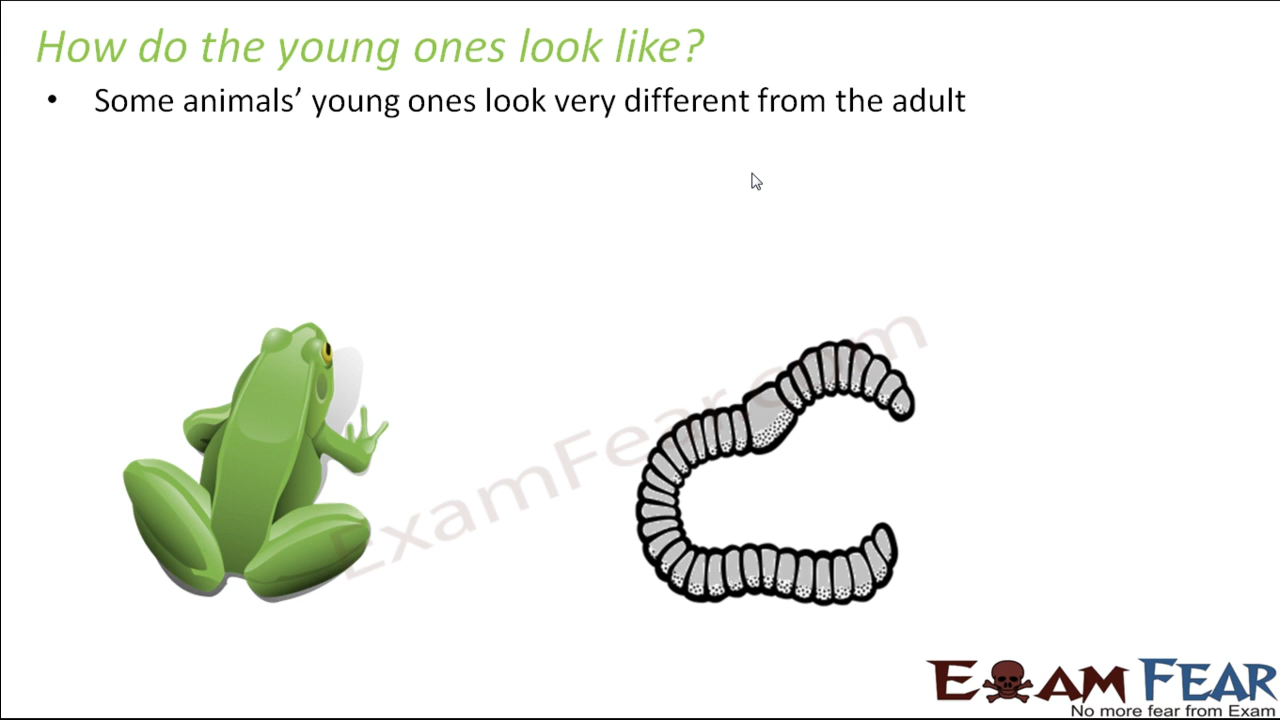 How do the young ones look like?
• Some animals’ young ones look very different from the adult
ExamFear.com
EXAM FEAR
No more fear from Exam